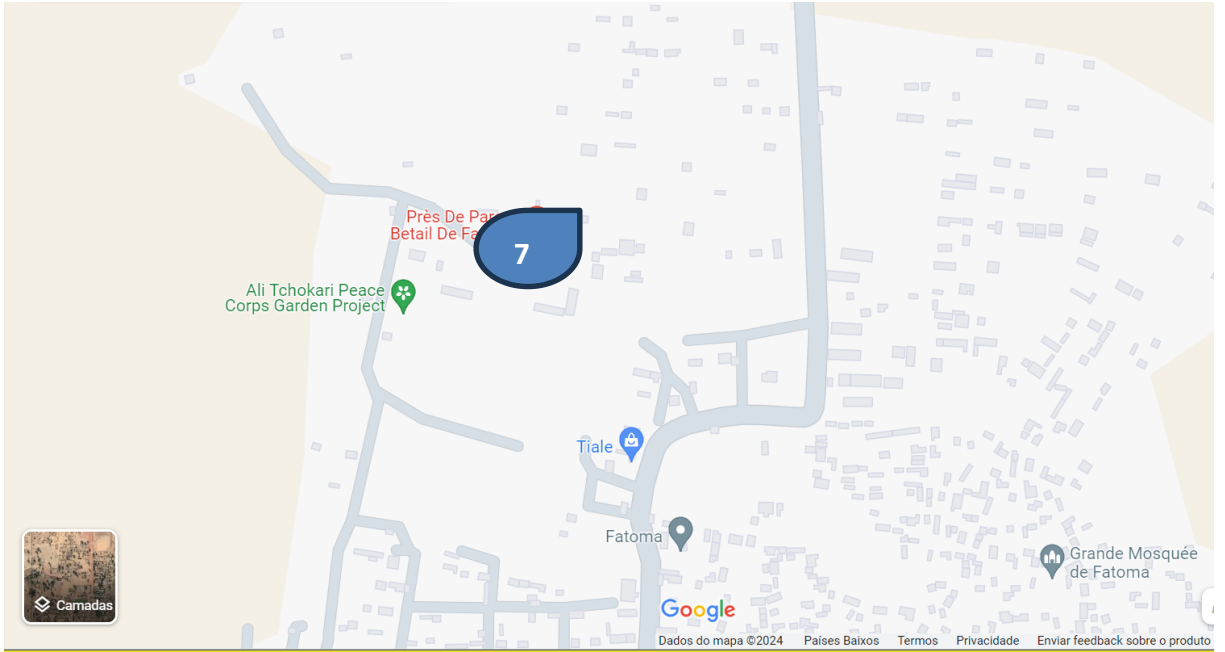 Près De Par
Betail De Fa
7
Ali Tchokari Peace
Corps Garden Project
Tiale
Fatoma
Grande Mosquée
de Fatoma
Camadas
Google
Dados do mapa ©2024 Países Baixos Termos Privacidade Enviar feedback sobre o produto